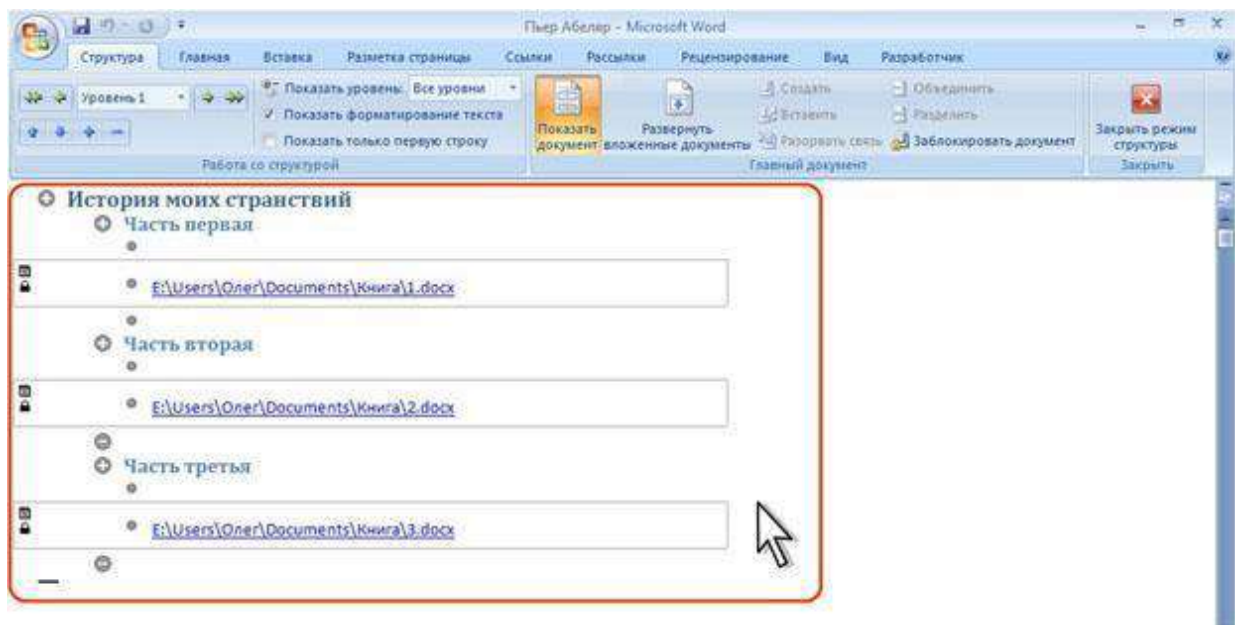 Пьер Абеляр - Microsoft Word
Структура Главная Вставка Разметка страницы Ссылки Рассылки Рецензирование Вид Разработчик
Уровень 1
Показать уровень: Все уровни
Показать форматирование текста
Показать только первую строку
Работа со структурой
Показать документ
Развернуть вложенные документы
Создать
Вставить
Разорвать связь
Объединить
Разделить
Заблокировать документ
Главный документ
Закрыть режим структуры
Закрыть
История моих странствий
Часть первая
E:\Users\Олег\Documents\Книга\1.docx
Часть вторая
E:\Users\Олег\Documents\Книга\2.docx
Часть третья
E:\Users\Олег\Documents\Книга\3.docx